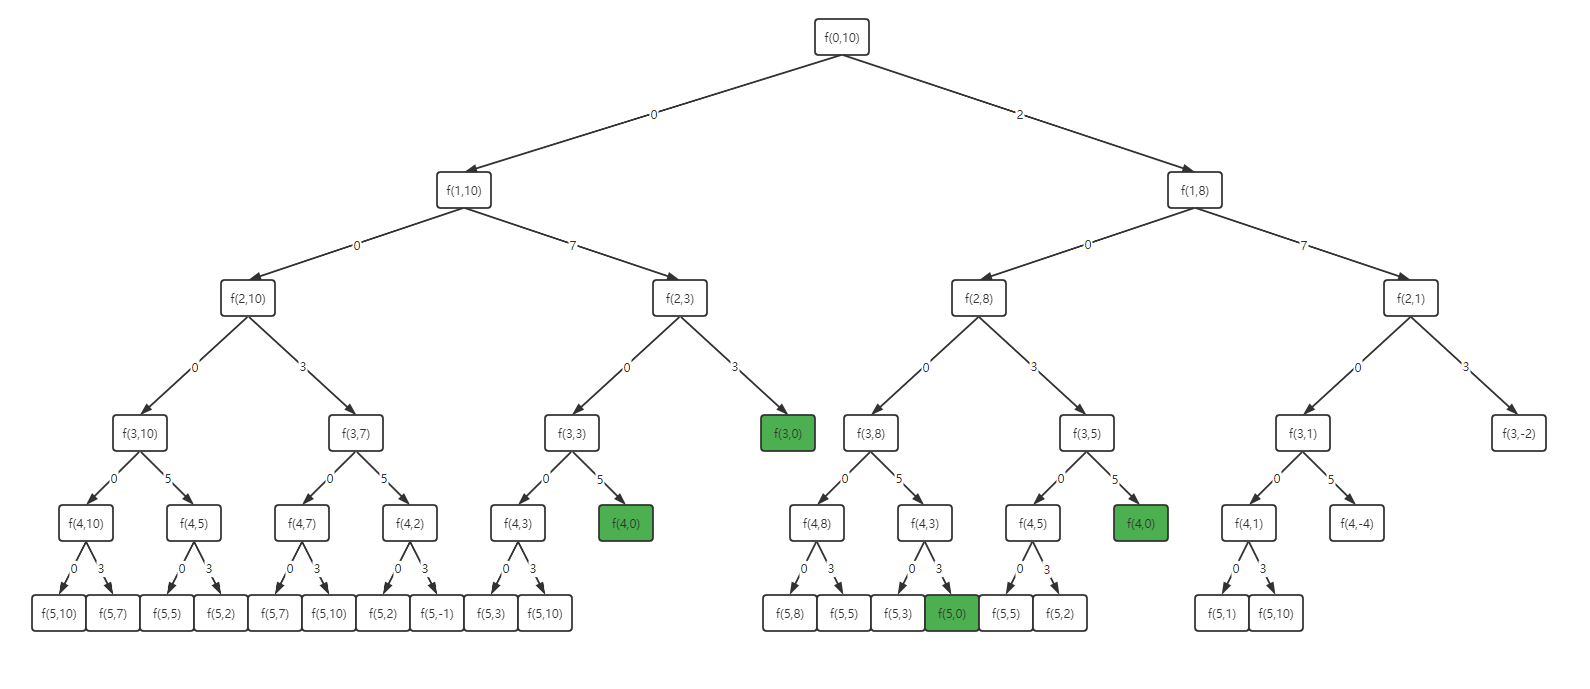 f(0,10)
0 2
f(1,10) f(1,8)
0 7 0 7
f(2,10) f(2,3) f(2,8) f(2,1)
0 3 0 3 0 3 0 3
f(3,10) f(3,7) f(3,3) f(3,0) f(3,8) f(3,5) f(3,1) f(3,-2)
0 5 0 5 0 5 0 5 0 5 0 5
f(4,10) f(4,5) f(4,7) f(4,2) f(4,3) f(4,0) f(4,8) f(4,3) f(4,5) f(4,0) f(4,1) f(4,-4)
0 3 0 3 0 3 0 3 0 3 0 3 0 3 0 3 0 3
f(5,10) f(5,7) f(5,5) f(5,2) f(5,7) f(5,10) f(5,2) f(5,-1) f(5,3) f(5,10) f(5,8) f(5,5) f(5,3) f(5,0) f(5,5) f(5,2) f(5,1) f(5,10)